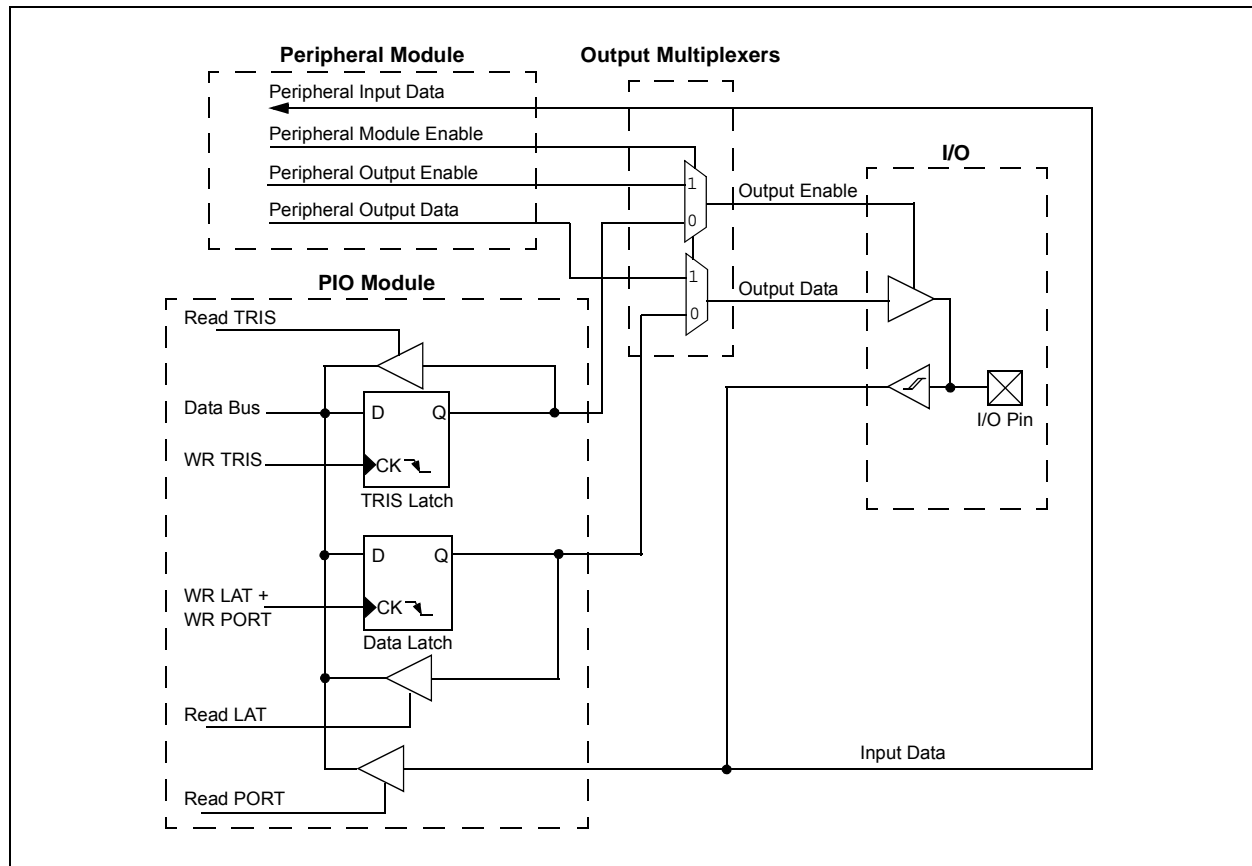 Peripheral Module
Output Multiplexers
Peripheral Input Data
Peripheral Module Enable
I/O
Peripheral Output Enable
1
Output Enable
Peripheral Output Data
0
1
PIO Module
Output Data
Read TRIS
0
Data Bus
D
Q
I/O Pin
WR TRIS
CK
TRIS Latch
D
Q
WR LAT +
WR PORT
CK
Data Latch
Read LAT
Input Data
Read PORT